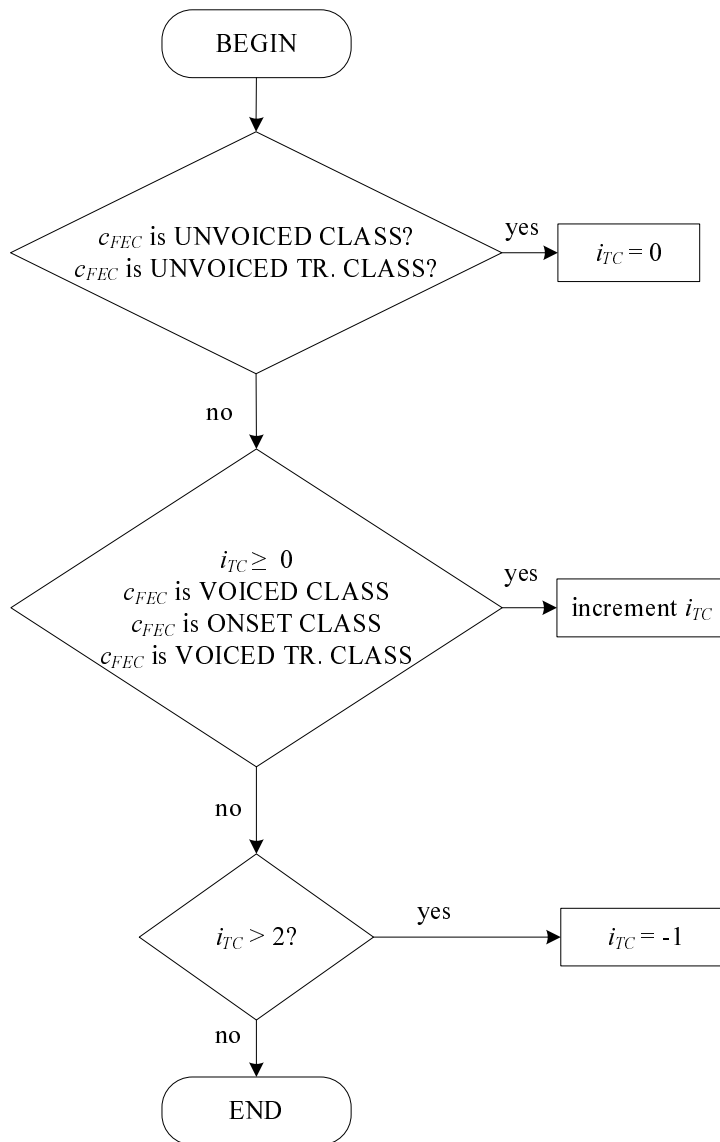 BEGIN
c_FEC is UNVOICED CLASS?
c_FEC is UNVOICED TR. CLASS?
yes
i_TC = 0
no
i_TC ≥ 0
c_FEC is VOICED CLASS
c_FEC is ONSET CLASS
c_FEC is VOICED TR. CLASS
yes
increment i_TC
no
i_TC > 2?
yes
i_TC = -1
no
END